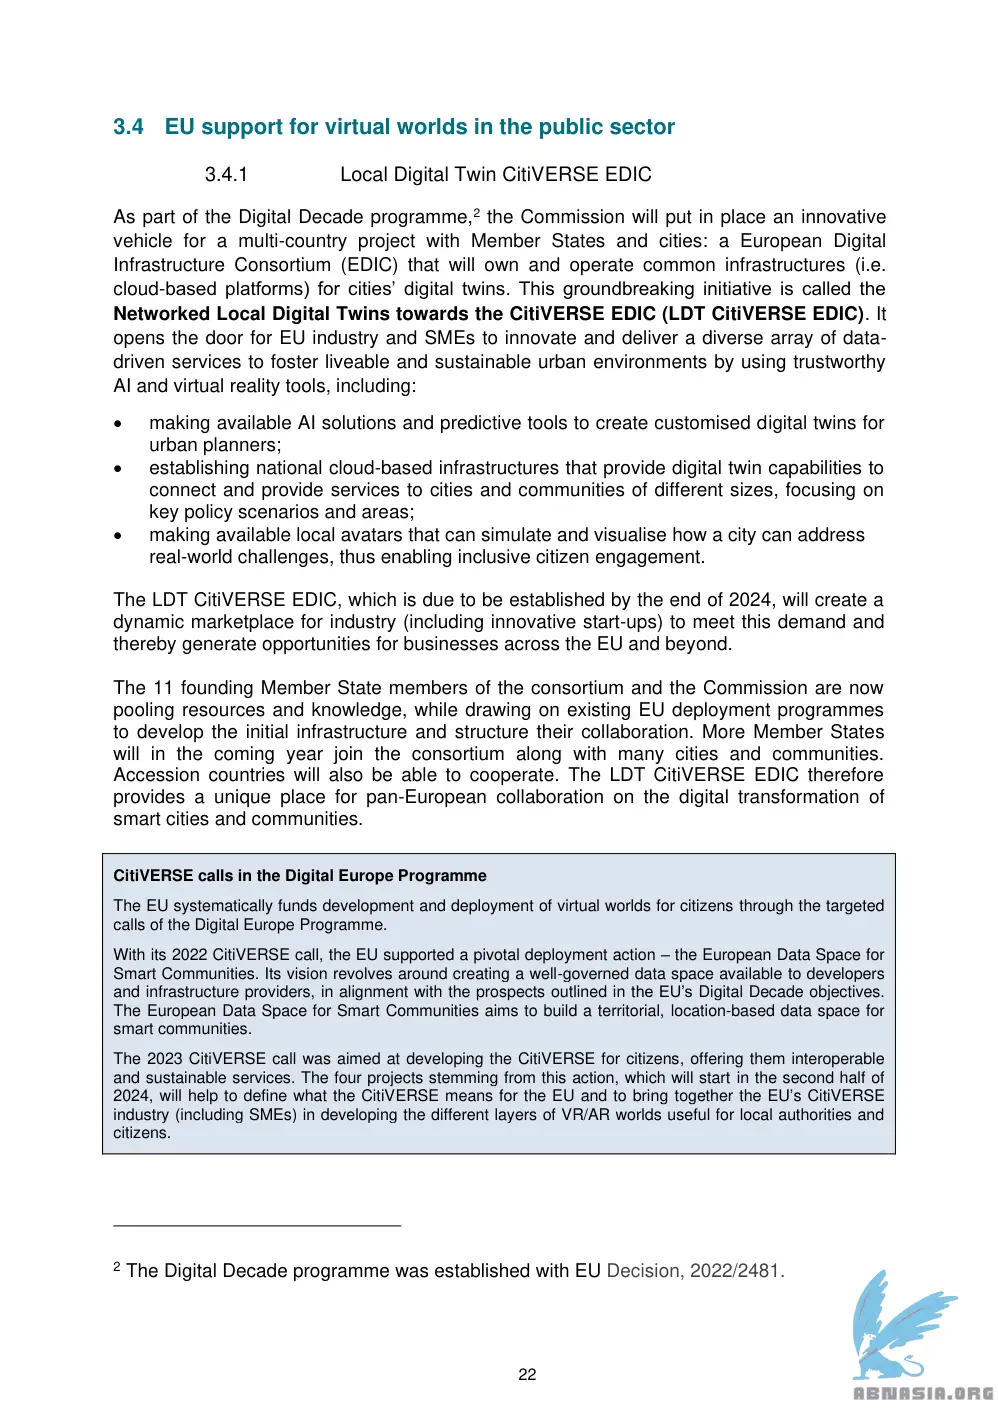 3.4 EU support for virtual worlds in the public sector
3.4.1 Local Digital Twin CitiVERSE EDIC
As part of the Digital Decade programme,2 the Commission will put in place an innovative
vehicle for a multi-country project with Member States and cities: a European Digital
Infrastructure Consortium (EDIC) that will own and operate common infrastructures (i.e.
cloud-based platforms) for cities’ digital twins. This groundbreaking initiative is called the
Networked Local Digital Twins towards the CitiVERSE EDIC (LDT CitiVERSE EDIC). It
opens the door for EU industry and SMEs to innovate and deliver a diverse array of data-
driven services to foster liveable and sustainable urban environments by using trustworthy
AI and virtual reality tools, including:
• making available AI solutions and predictive tools to create customised digital twins for
urban planners;
• establishing national cloud-based infrastructures that provide digital twin capabilities to
connect and provide services to cities and communities of different sizes, focusing on
key policy scenarios and areas;
• making available local avatars that can simulate and visualise how a city can address
real-world challenges, thus enabling inclusive citizen engagement.
The LDT CitiVERSE EDIC, which is due to be established by the end of 2024, will create a
dynamic marketplace for industry (including innovative start-ups) to meet this demand and
thereby generate opportunities for businesses across the EU and beyond.
The 11 founding Member State members of the consortium and the Commission are now
pooling resources and knowledge, while drawing on existing EU deployment programmes
to develop the initial infrastructure and structure their collaboration. More Member States
will in the coming year join the consortium along with many cities and communities.
Accession countries will also be able to cooperate. The LDT CitiVERSE EDIC therefore
provides a unique place for pan-European collaboration on the digital transformation of
smart cities and communities.
CitiVERSE calls in the Digital Europe Programme
The EU systematically funds development and deployment of virtual worlds for citizens through the targeted
calls of the Digital Europe Programme.
With its 2022 CitiVERSE call, the EU supported a pivotal deployment action – the European Data Space for
Smart Communities. Its vision revolves around creating a well-governed data space available to developers
and infrastructure providers, in alignment with the prospects outlined in the EU’s Digital Decade objectives.
The European Data Space for Smart Communities aims to build a territorial, location-based data space for
smart communities.
The 2023 CitiVERSE call was aimed at developing the CitiVERSE for citizens, offering them interoperable
and sustainable services. The four projects stemming from this action, which will start in the second half of
2024, will help to define what the CitiVERSE means for the EU and to bring together the EU’s CitiVERSE
industry (including SMEs) in developing the different layers of VR/AR worlds useful for local authorities and
citizens.
2 The Digital Decade programme was established with EU Decision, 2022/2481.
22
ABNASIA.ORG